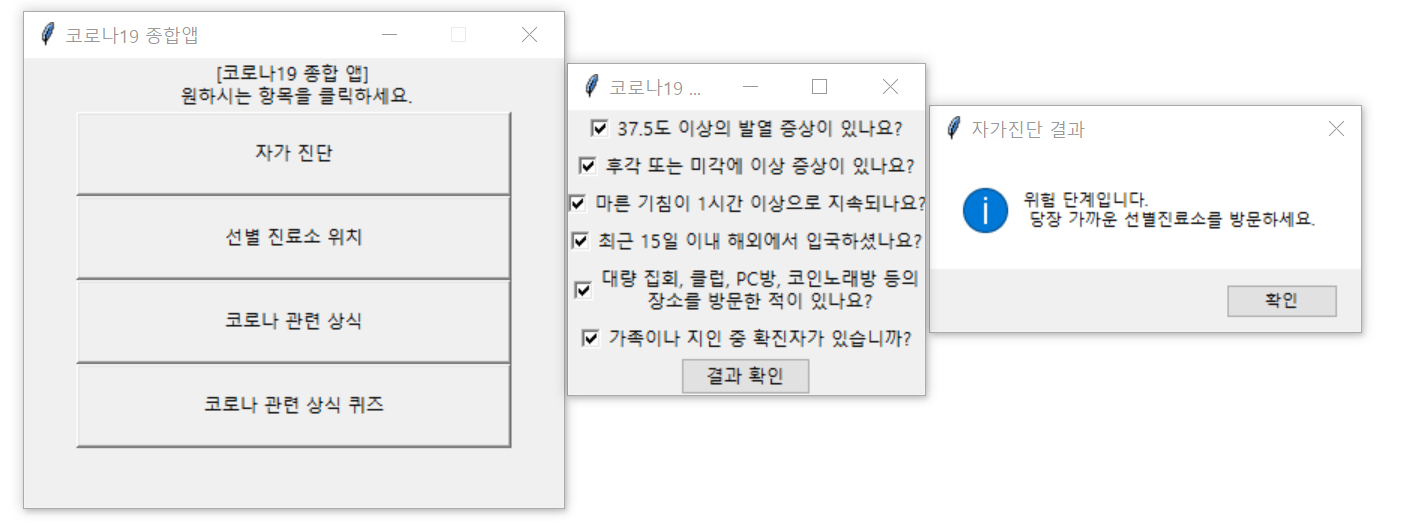 코로나19 종합앱
[코로나19 종합 앱]
원하시는 항목을 클릭하세요.
자가 진단
선별 진료소 위치
코로나 관련 상식
코로나 관련 상식 퀴즈
코로나19 ...
37.5도 이상의 발열 증상이 있나요?
후각 또는 미각에 이상 증상이 있나요?
마른 기침이 1시간 이상으로 지속되나요?
최근 15일 이내 해외에서 입국하셨나요?
대량 집회, 클럽, PC방, 코인노래방 등의
장소를 방문한 적이 있나요?
가족이나 지인 중 확진자가 있습니까?
결과 확인
자가진단 결과
위험 단계입니다.
당장 가까운 선별진료소를 방문하세요.
확인